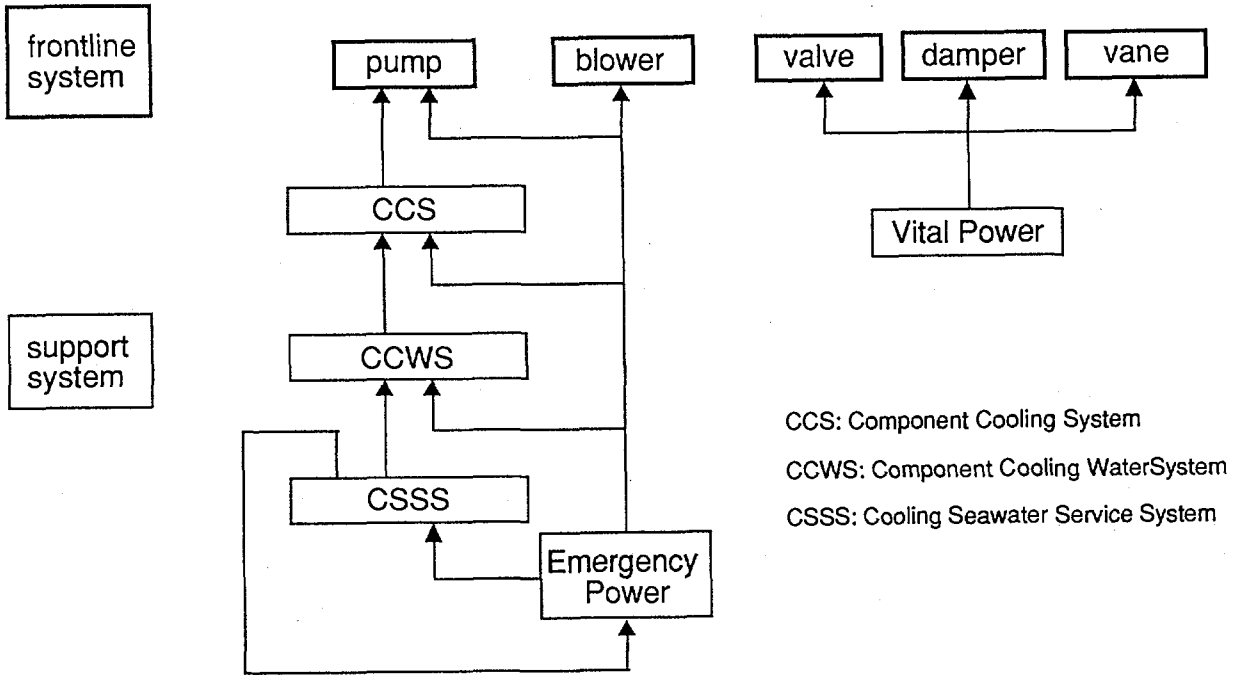 frontline
system
pump
blower
valve
damper
vane
CCS
Vital Power
support
system
CCWS
CCS: Component Cooling System
CCWS: Component Cooling WaterSystem
CSSS
CSSS: Cooling Seawater Service System
Emergency
Power